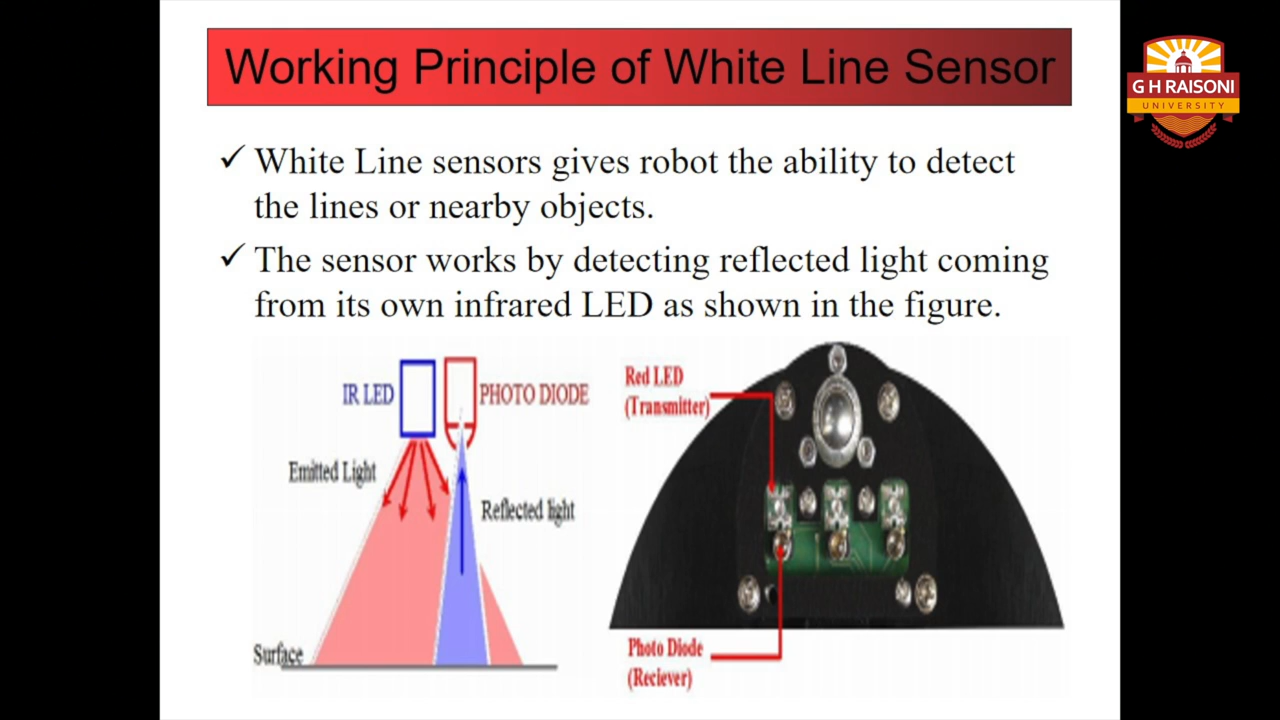 Working Principle of White Line Sensor
G H RAISONI
UNIVERSITY
✓ White Line sensors gives robot the ability to detect
the lines or nearby objects.
✓ The sensor works by detecting reflected light coming
from its own infrared LED as shown in the figure.
IR LED
PHOTO DIODE
Emitted Light
Reflected light
Surface
Red LED
(Transmitter)
Photo Diode
(Reciever)